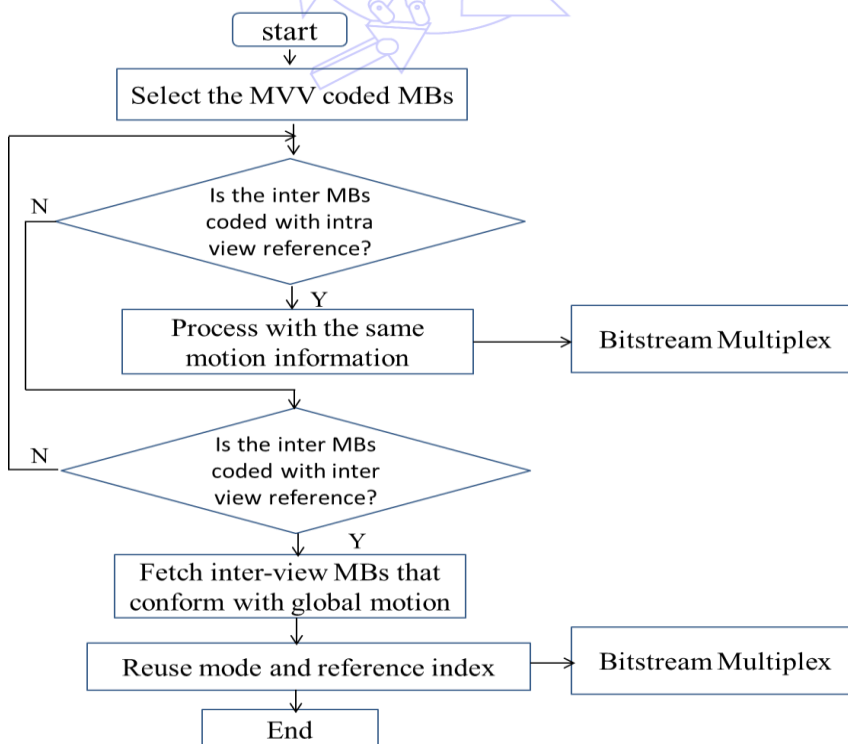 start
Select the MVV coded MBs
N
Is the inter MBs
coded with intra
view reference?
Y
Process with the same
motion information
Bitstream Multiplex
N
Is the inter MBs
coded with inter
view reference?
Y
Fetch inter-view MBs that
conform with global motion
Reuse mode and reference index
Bitstream Multiplex
End